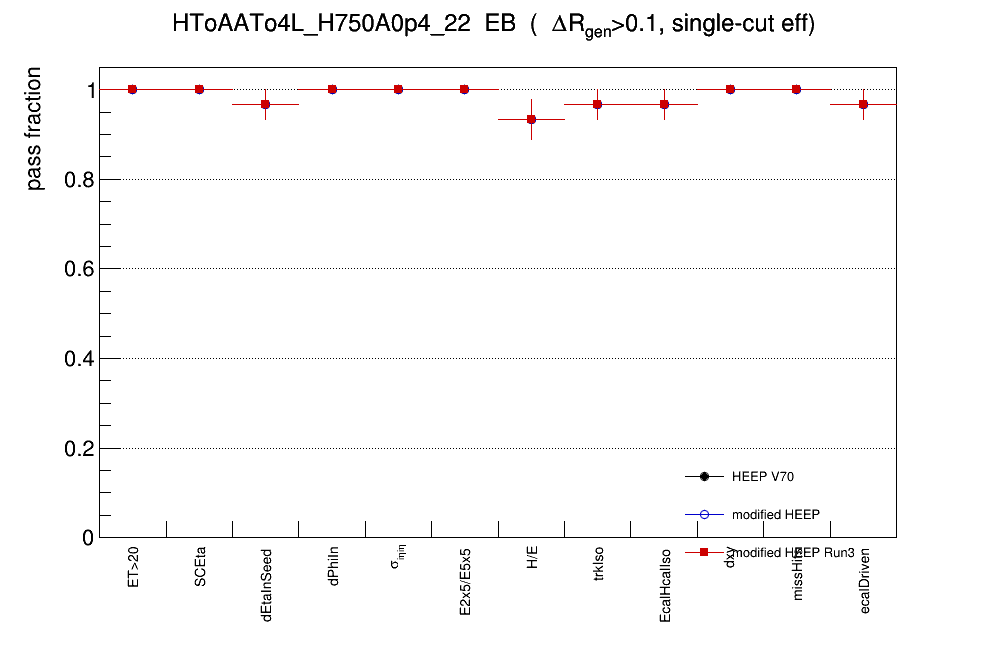 HToAATo4L_H750A0p4_22 EB ( ΔRgen>0.1, single-cut eff)
pass fraction
1
0.8
0.6
0.4
0.2
0
HEEP V70
modified HEEP
modified HEEP Run3
ET>20
SCEta
dEtaInSeed
dPhiIn
σiηiη
E2x5/E5x5
H/E
trkIso
EcalHcalIso
dxy
missHits
ecalDriven